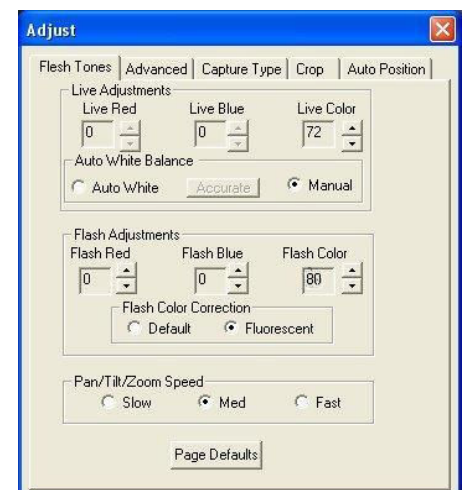 Adjust
Flesh Tones Advanced Capture Type Crop Auto Position
Live Adjustments
Live Red Live Blue Live Color
0 0 72
Auto White Balance
Auto White Accurate Manual
Flash Adjustments
Flash Red Flash Blue Flash Color
0 0 80
Flash Color Correction
Default Fluorescent
Pan/Tilt/Zoom Speed
Slow Med Fast
Page Defaults